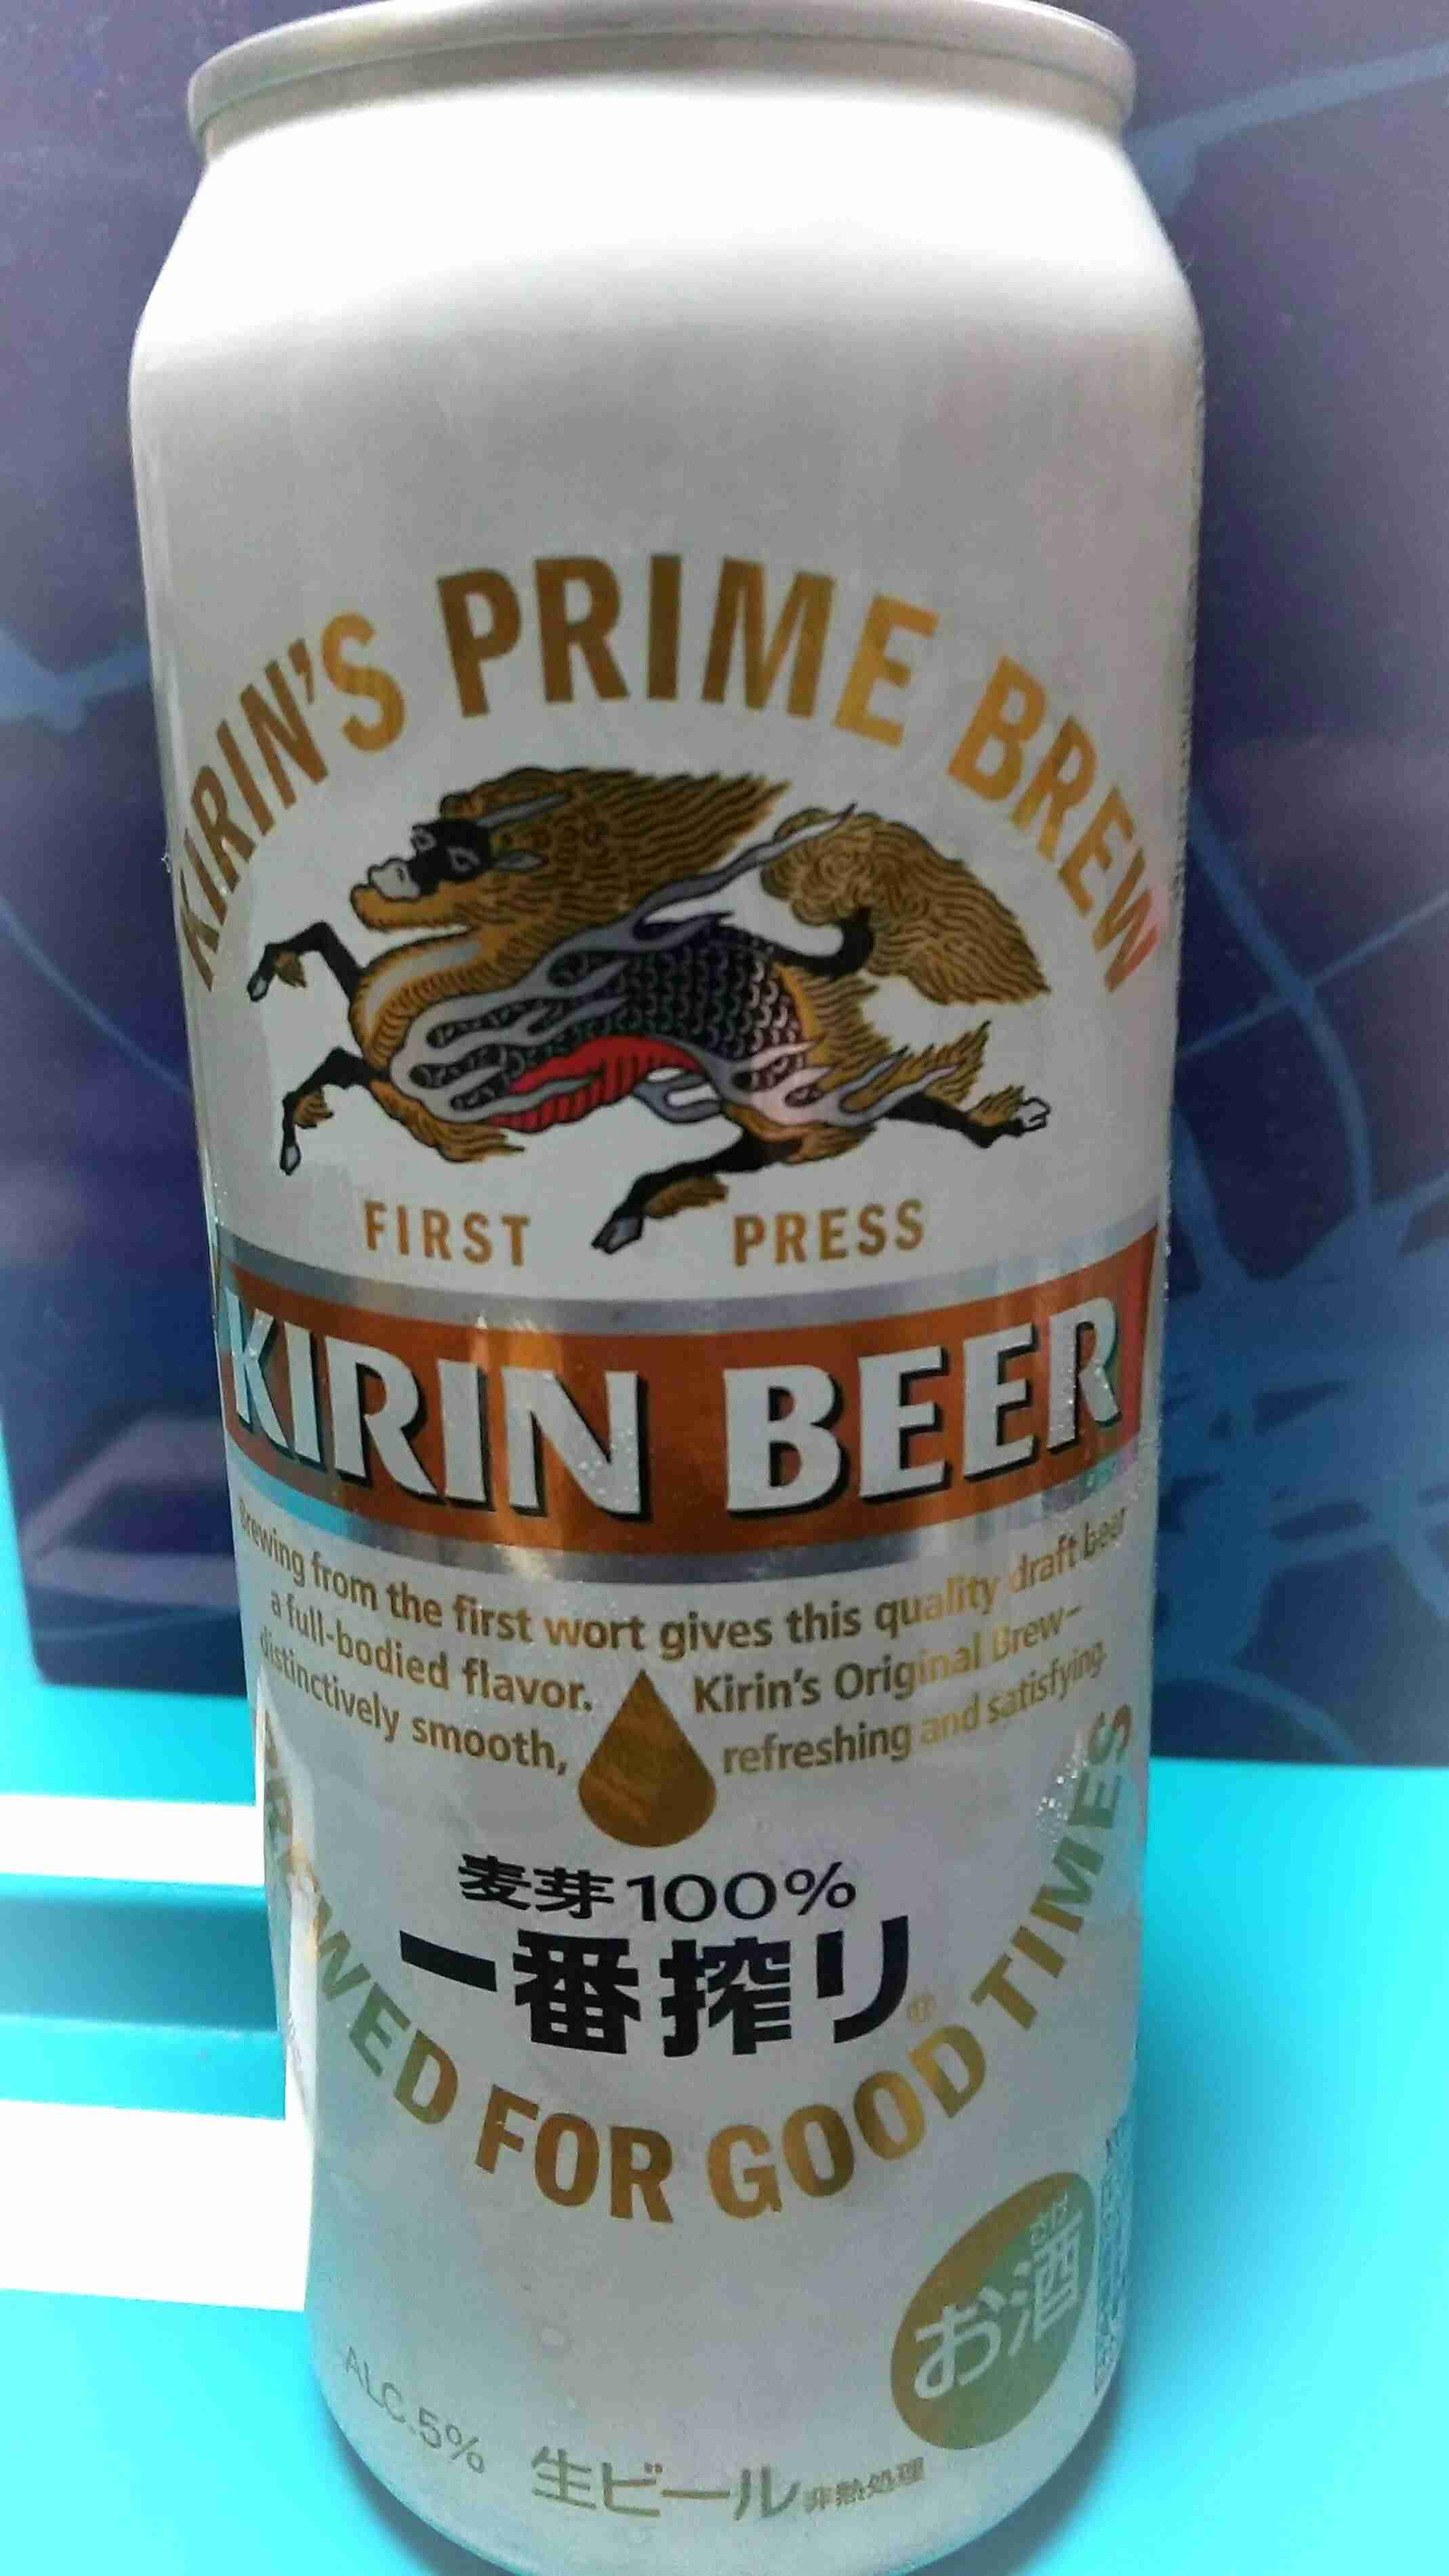 KIRIN'S PRIME BREW
FIRST PRESS
KIRIN BEER
Brewing from the first wort gives this quality draft beer
a full-bodied flavor. Kirin's Original Brew–
distinctively smooth, refreshing and satisfying.
麦芽100%
一番搾り®
BREWED FOR GOOD TIMES
さけ
お酒
ALC.5% 生ビール 非熱処理